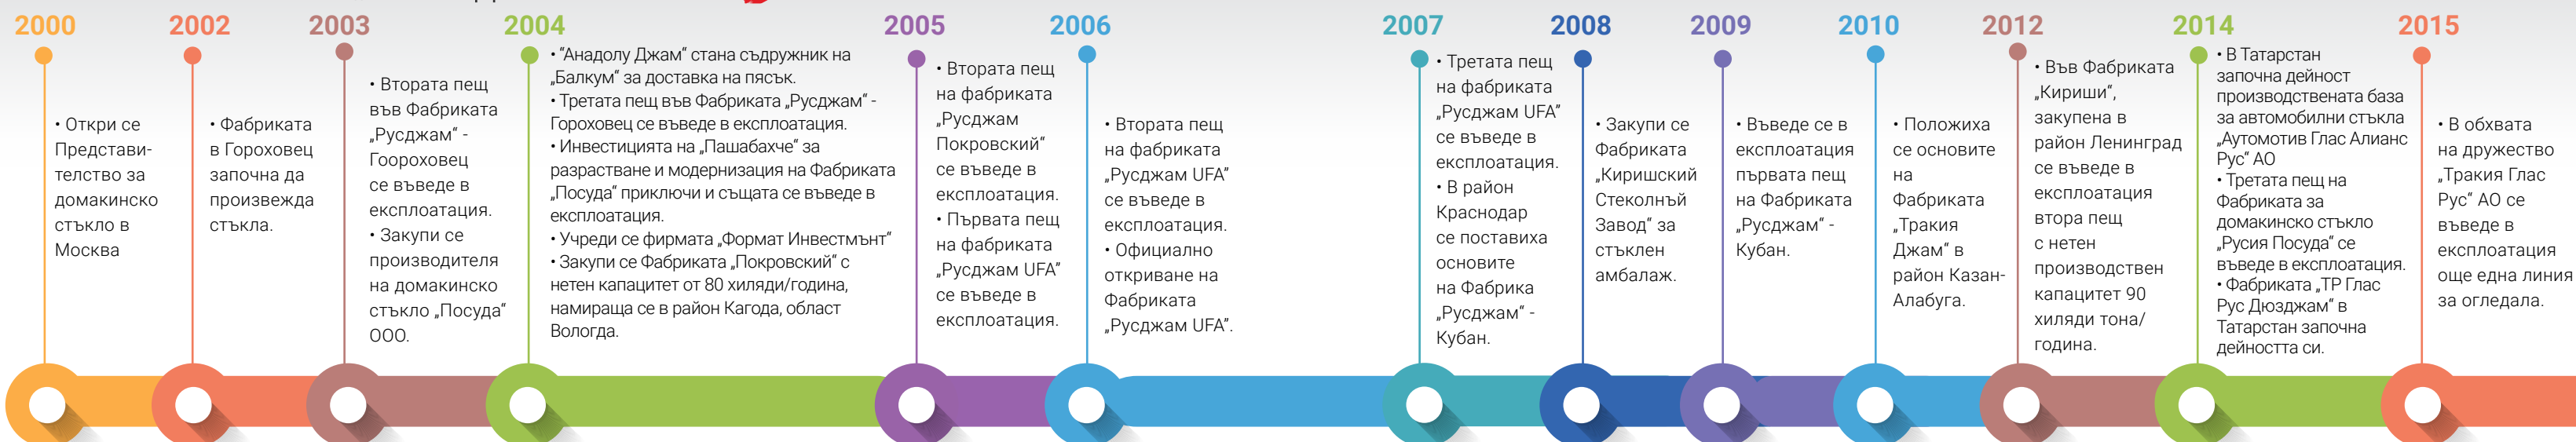 2000
• Откри се
Представи-
телство за
домакинско
стъкло в
Москва
2002
• Фабриката
в Гороховец
започна да
произвежда
стъкла.
2003
• Втората пещ
във Фабриката
„Русджам“ -
Гоороховец
се въведе в
експлоатация.
• Закупи се
производителя
на домакинско
стъкло „Посуда“
ООО.
2004
• “Анадолу Джам“ стана съдружник на
„Балкум“ за доставка на пясък.
• Третата пещ във Фабриката „Русджам“ -
Гороховец се въведе в експлоатация.
• Инвестицията на „Пашабахче“ за
разрастване и модернизация на Фабриката
„Посуда“ приключи и същата се въведе в
експлоатация.
• Учреди се фирмата „Формат Инвестмънт“
• Закупи се Фабриката „Покровский“ с
нетен капацитет от 80 хиляди/година,
намираща се в район Кагода, област
Вологда.
2005
• Втората пещ
на фабриката
„Русджам
Покровский“
се въведе в
експлоатация.
• Първата пещ
на фабриката
„Русджам UFA“
се въведе в
експлоатация.
2006
• Втората пещ
на фабриката
„Русджам UFA“
се въведе в
експлоатация.
• Официално
откриване на
Фабриката
„Русджам UFA“.
2007
• Третата пещ
на фабриката
„Русджам UFA“
се въведе в
експлоатация.
• В район
Краснодар
се поставиха
основите
на Фабрика
„Русджам“ -
Кубан.
2008
• Закупи се
Фабриката
„Киришский
Стеколнъй
Завод“ за
стъклен
амбалаж.
2009
• Въведе се в
експлоатация
първата пещ
на Фабриката
„Русджам“ -
Кубан.
2010
• Положиха
се основите
на
Фабриката
„Тракия
Джам“ в
район Казан-
Алабуга.
2012
• Във Фабриката
„Кириши“,
закупена в
район Ленинград
се въведе в
експлоатация
втора пещ
с нетен
производствен
капацитет 90
хиляди тона/
година.
2014
• В Татарстан
започна дейност
производствената база
за автомобилни стъкла
„Аутомотив Глас Алианс
Рус“ АО
• Третата пещ на
Фабриката за
домакинско стъкло
„Русия Посуда“ се
въведе в експлоатация.
• Фабриката „ТР Глас
Рус Дюзджам“ в
Татарстан започна
дейността си.
2015
• В обхвата
на дружество
„Тракия Глас
Рус“ АО се
въведе в
експлоатация
още една линия
за огледала.